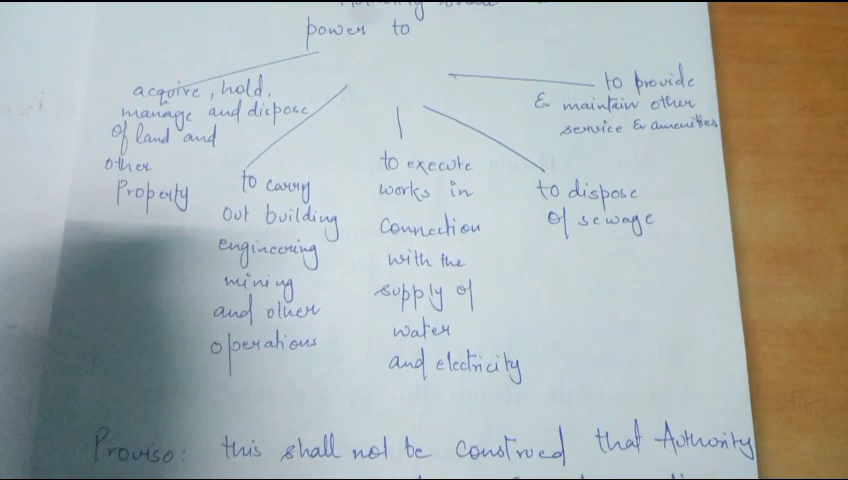 power to
acquire, hold,
manage and dispose
of land and
other
Property
to carry
out building
engineering
mining
and other
operations
to execute
works in
connection
with the
supply of
water
and electricity
to dispose
of sewage
to provide
& maintain other
service & amenities
Proviso: this shall not be construed that Authority